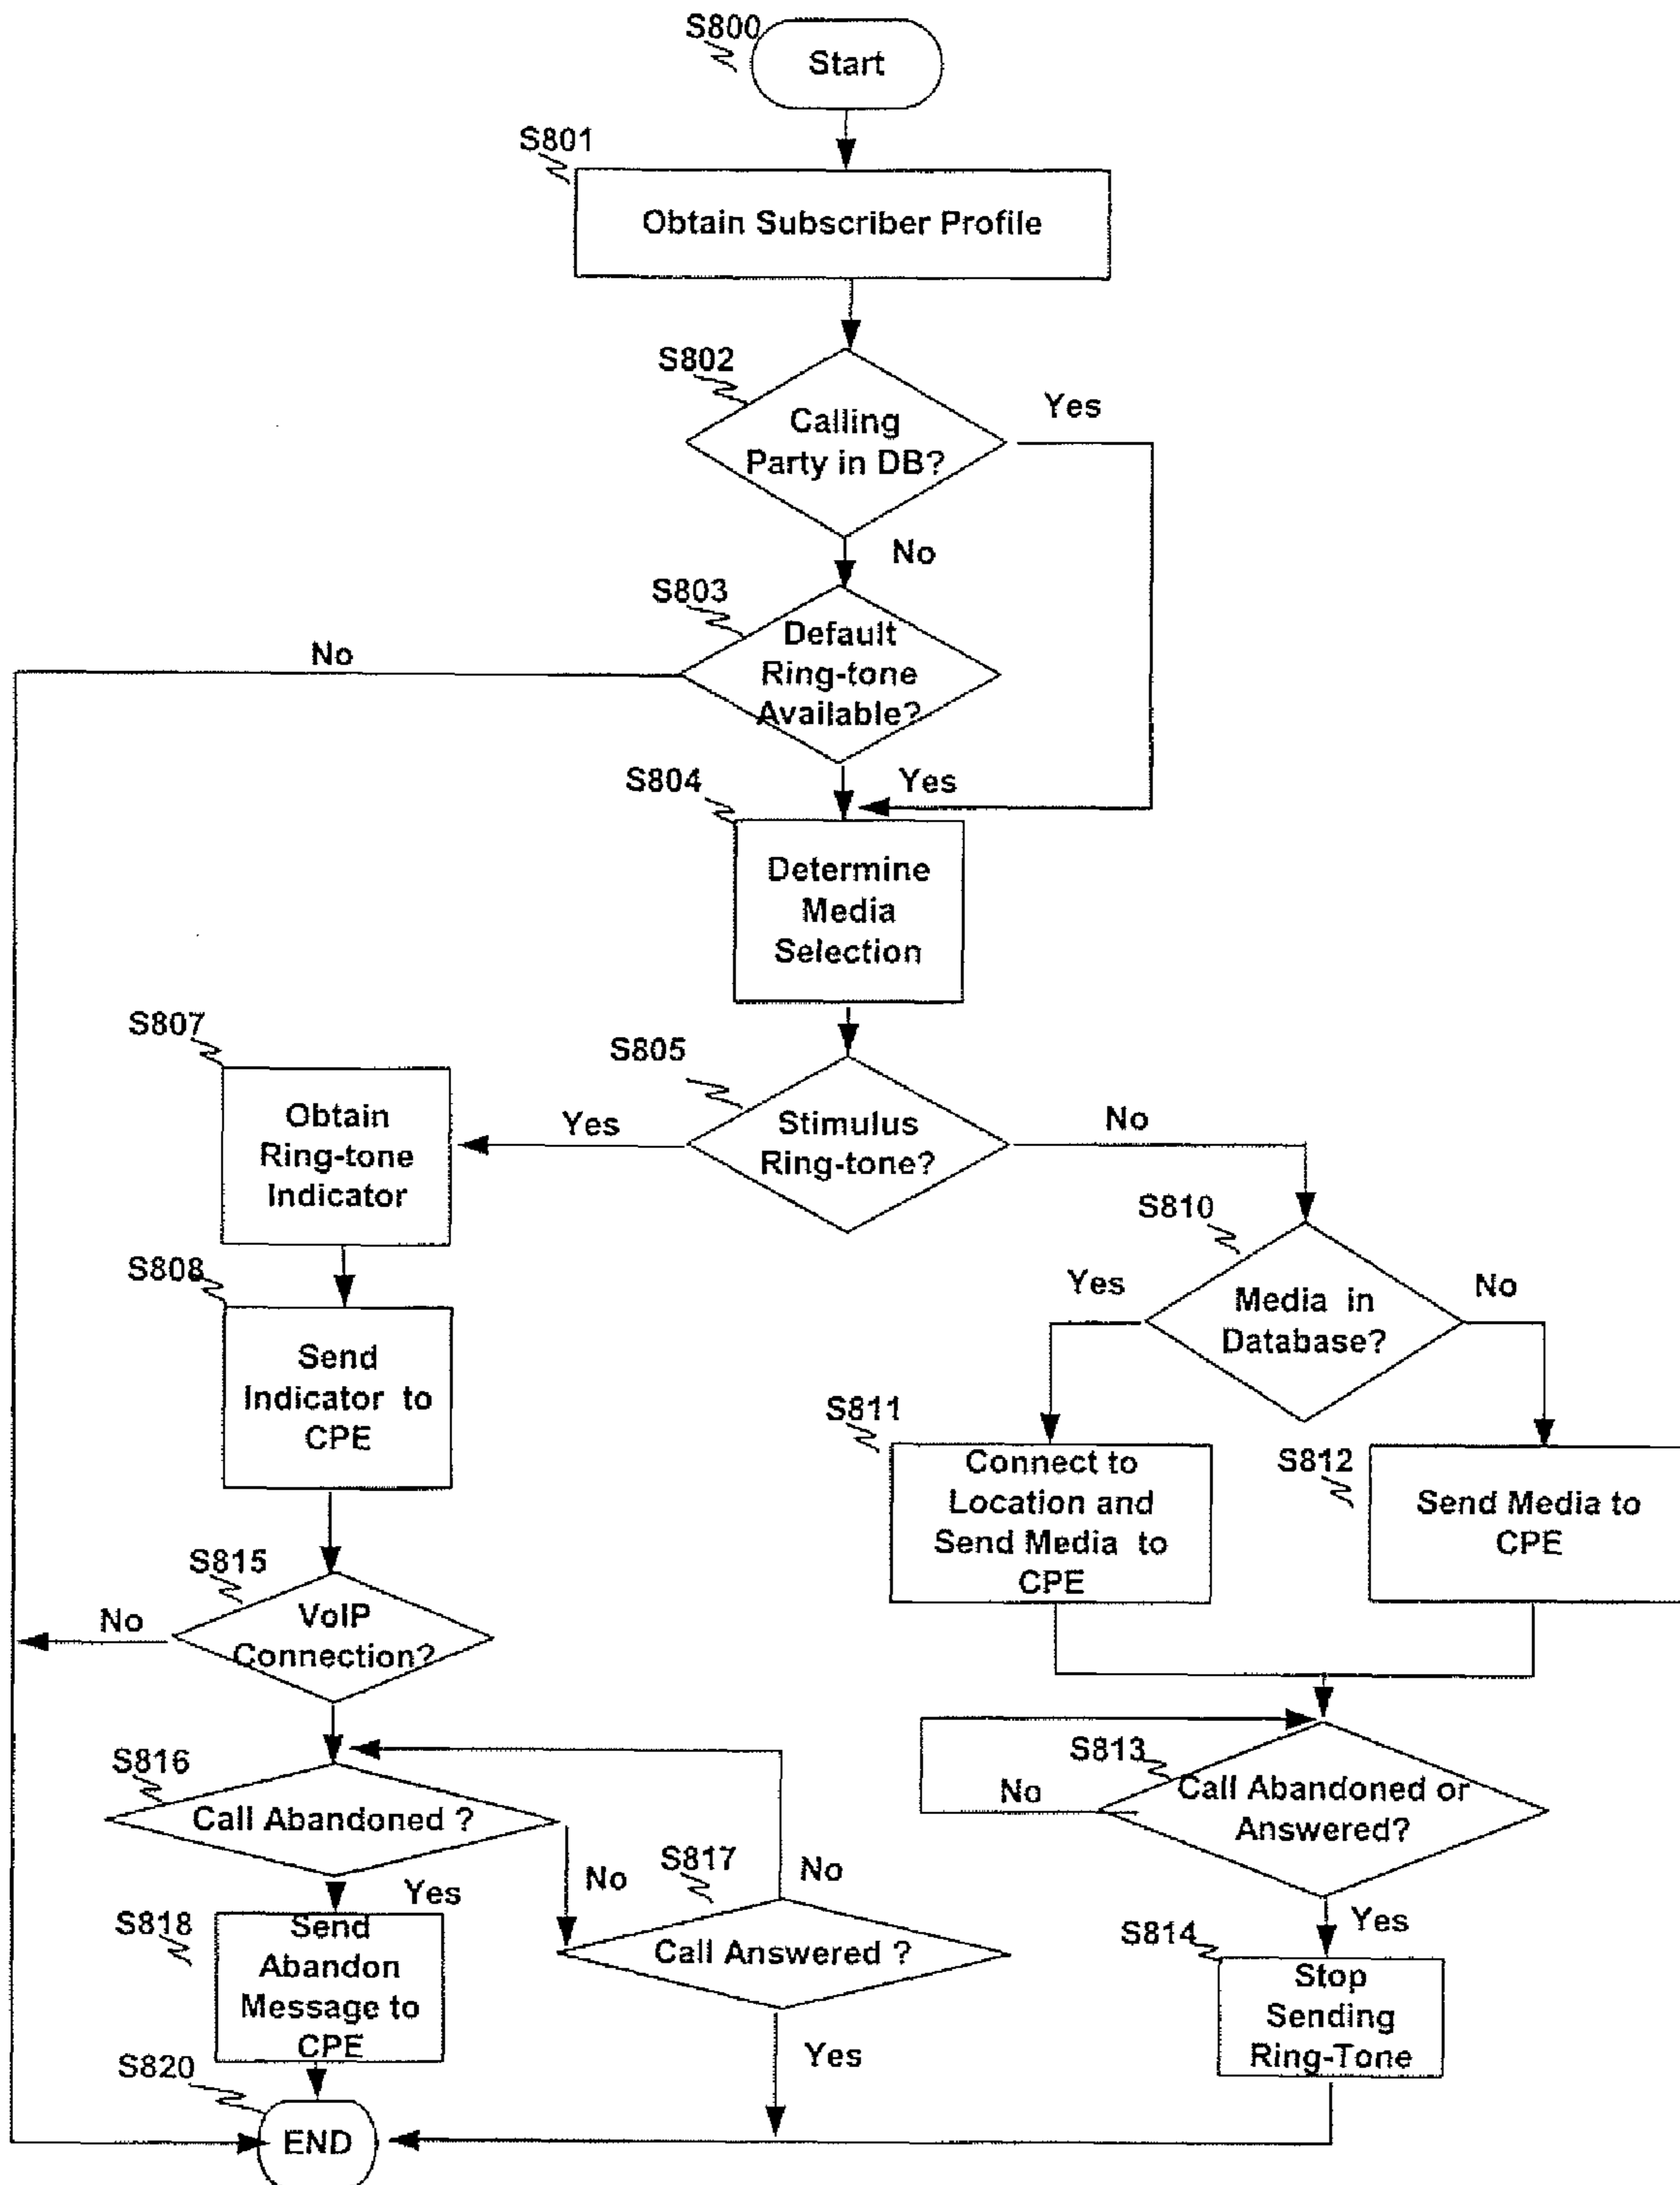 S800
Start
S801
Obtain Subscriber Profile
S802
Calling
Party in DB?
Yes
No
S803
Default
Ring-tone
Available?
No
Yes
S804
Determine
Media
Selection
S805
Stimulus
Ring-tone?
Yes
No
S807
Obtain
Ring-tone
Indicator
S808
Send
Indicator to
CPE
S810
Media in
Database?
Yes
No
S811
Connect to
Location and
Send Media to
CPE
S812
Send Media to
CPE
S815
VoIP
Connection?
No
S813
Call Abandoned or
Answered?
No
Yes
S816
Call Abandoned ?
No
Yes
S817
Call Answered ?
No
Yes
S818
Send
Abandon
Message to
CPE
S814
Stop
Sending
Ring-Tone
S820
END